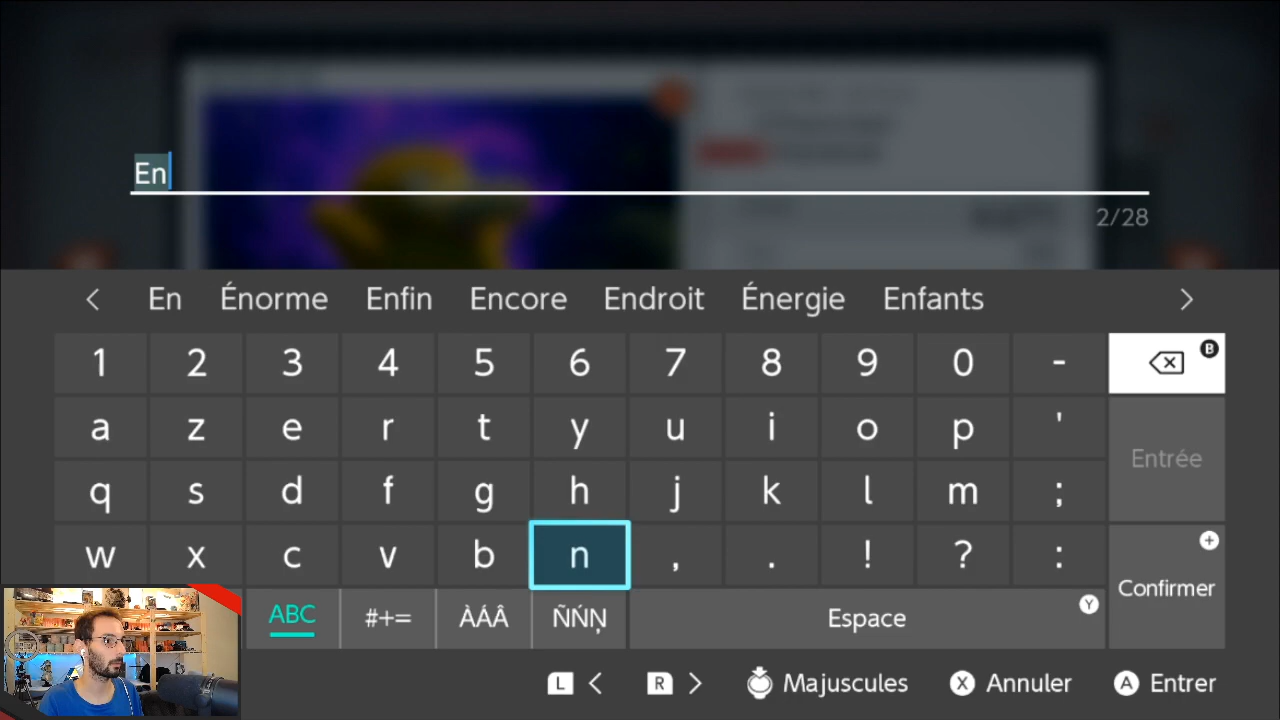 En
2/28
En Énorme Enfin Encore Endroit Énergie Enfants
1 2 3 4 5 6 7 8 9 0 - B
a z e r t y u i o p '
Entrée
q s d f g h j k l m ;
w x c v b n , . ! ? : +
Confirmer
ABC #+= ÀÁÂ ÑŃŅ Espace Y
L R Majuscules X Annuler A Entrer